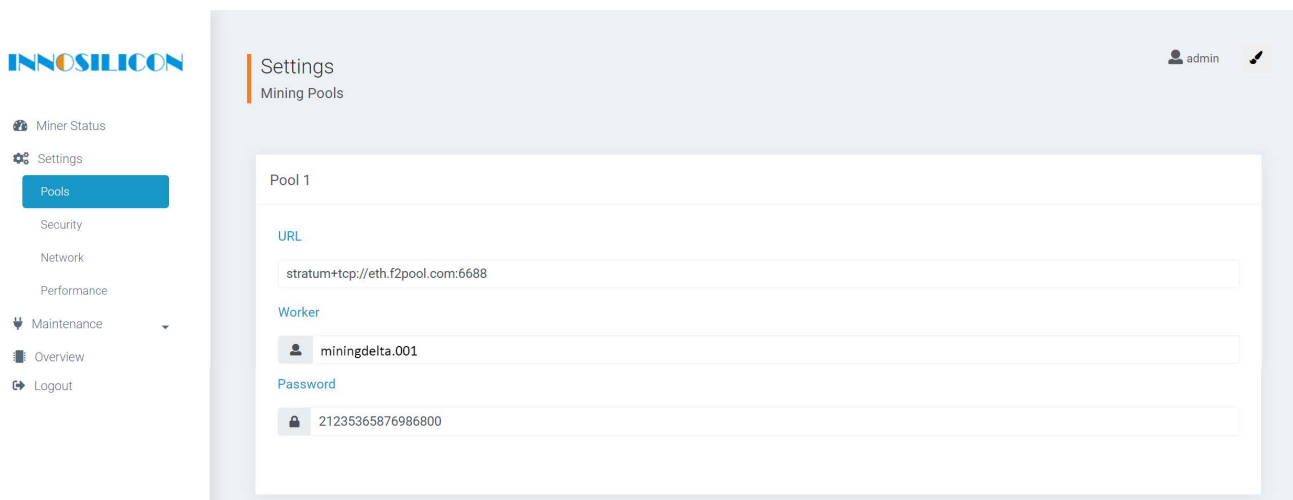 INNOSILICON
Miner Status
Settings
Pools
Security
Network
Performance
Maintenance
Overview
Logout
Settings
Mining Pools
admin
Pool 1
URL
stratum+tcp://eth.f2pool.com:6688
Worker
miningdelta.001
Password
21235365876986800